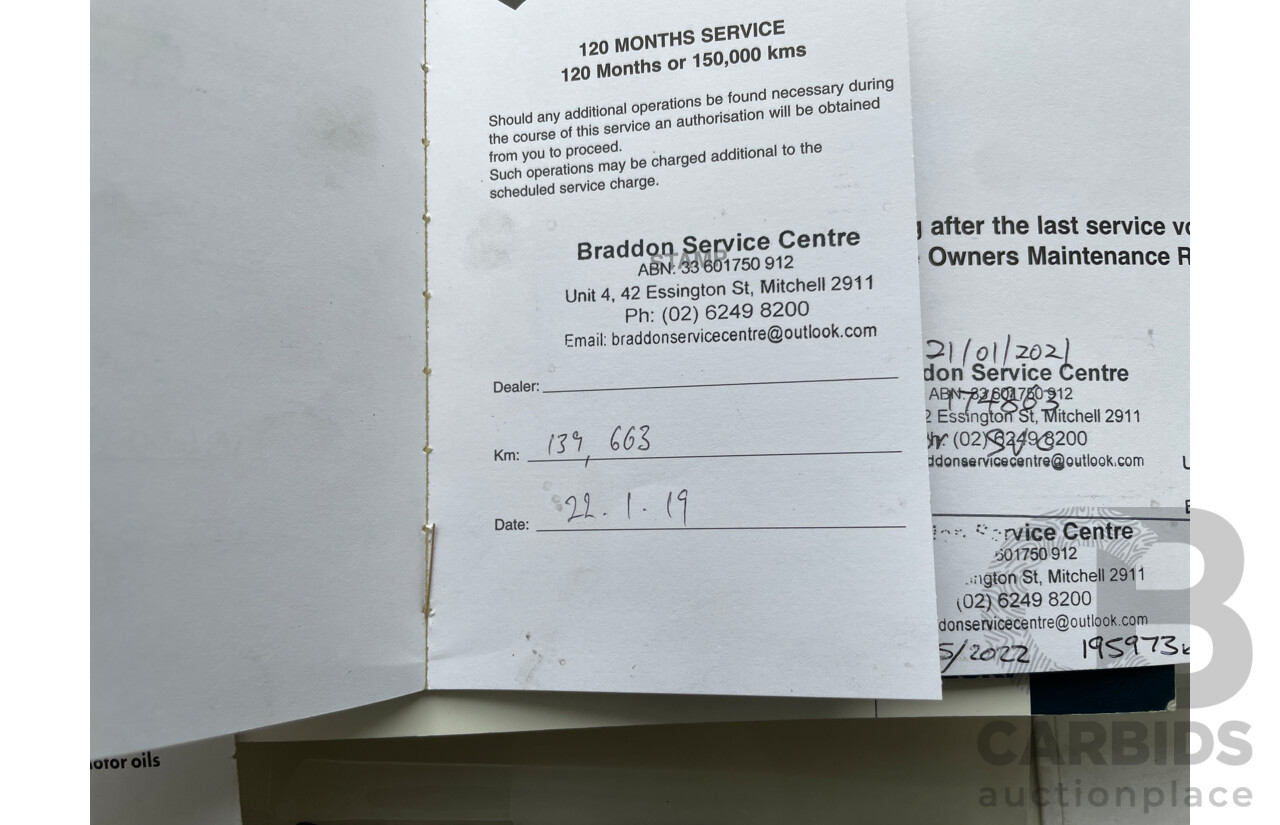 120 MONTHS SERVICE
120 Months or 150,000 kms
Should any additional operations be found necessary during
the course of this service an authorisation will be obtained
from you to proceed.
Such operations may be charged additional to the
scheduled service charge.
STAMP
Braddon Service Centre
ABN: 33 601750 912
Unit 4, 42 Essington St, Mitchell 2911
Ph: (02) 6249 8200
Email: braddonservicecentre@outlook.com
Dealer:
Km: 139,663
Date: 22.1.19
after the last service
Owners Maintenance
21/01/2021
don Service Centre
ABN: 33 601750 912
174863
2 Essington St, Mitchell 2911
(02) 6249 8200
svc
ddonservicecentre@outlook.com
rvice Centre
601750 912
ington St, Mitchell 2911
(02) 6249 8200
donservicecentre@outlook.com
5/2022 195973k
otor oils
CARBIDS
auctionplace